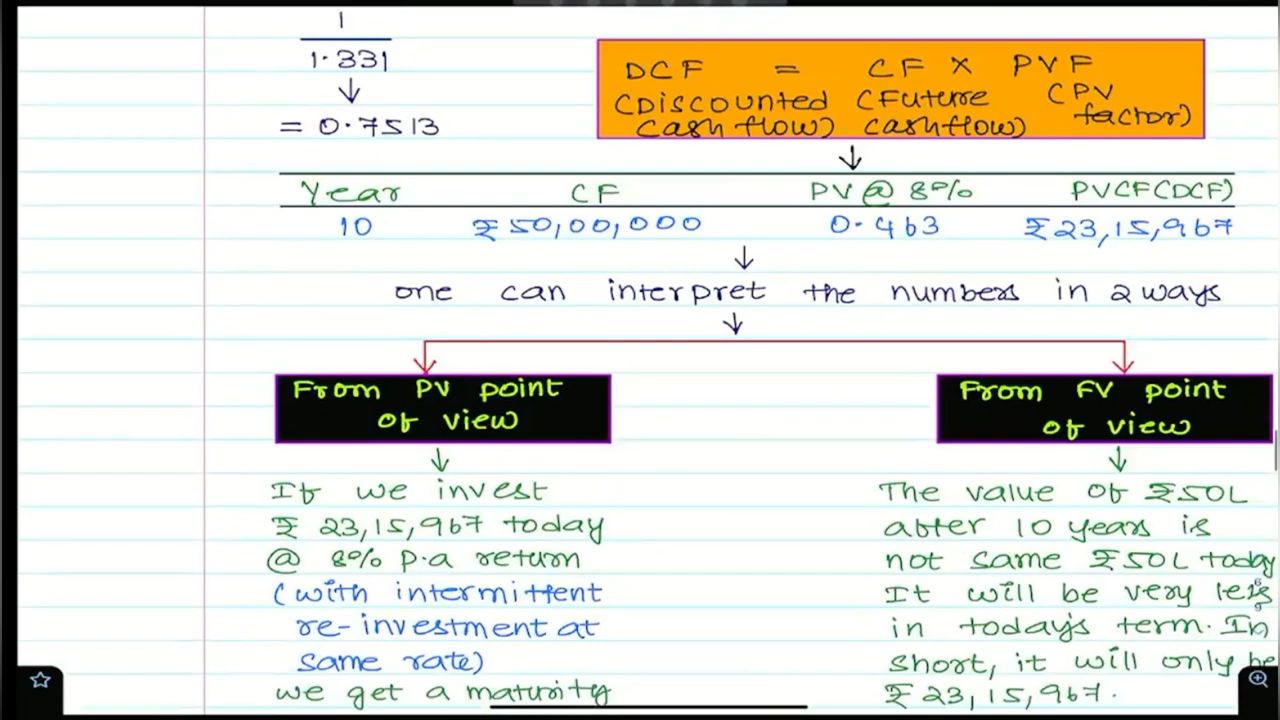 1
1.331
= 0.7513
DCF = CF × PVF
(Discounted (Future (PV
cash flow) cashflow) factor)
Year CF PV @ 8% PVCF(DCF)
10 ₹50,00,000 0.463 ₹23,15,967
one can interpret the numbers in 2 ways
From PV point
of view
If we invest
₹ 23,15,967 today
@ 8% p.a return
(with intermittent
re-investment at
same rate)
we get a maturity
From FV point
of view
The value of ₹50L
after 10 years is
not same ₹50L today
It will be very less
in today's term. In
short, it will only be
₹23,15,967.